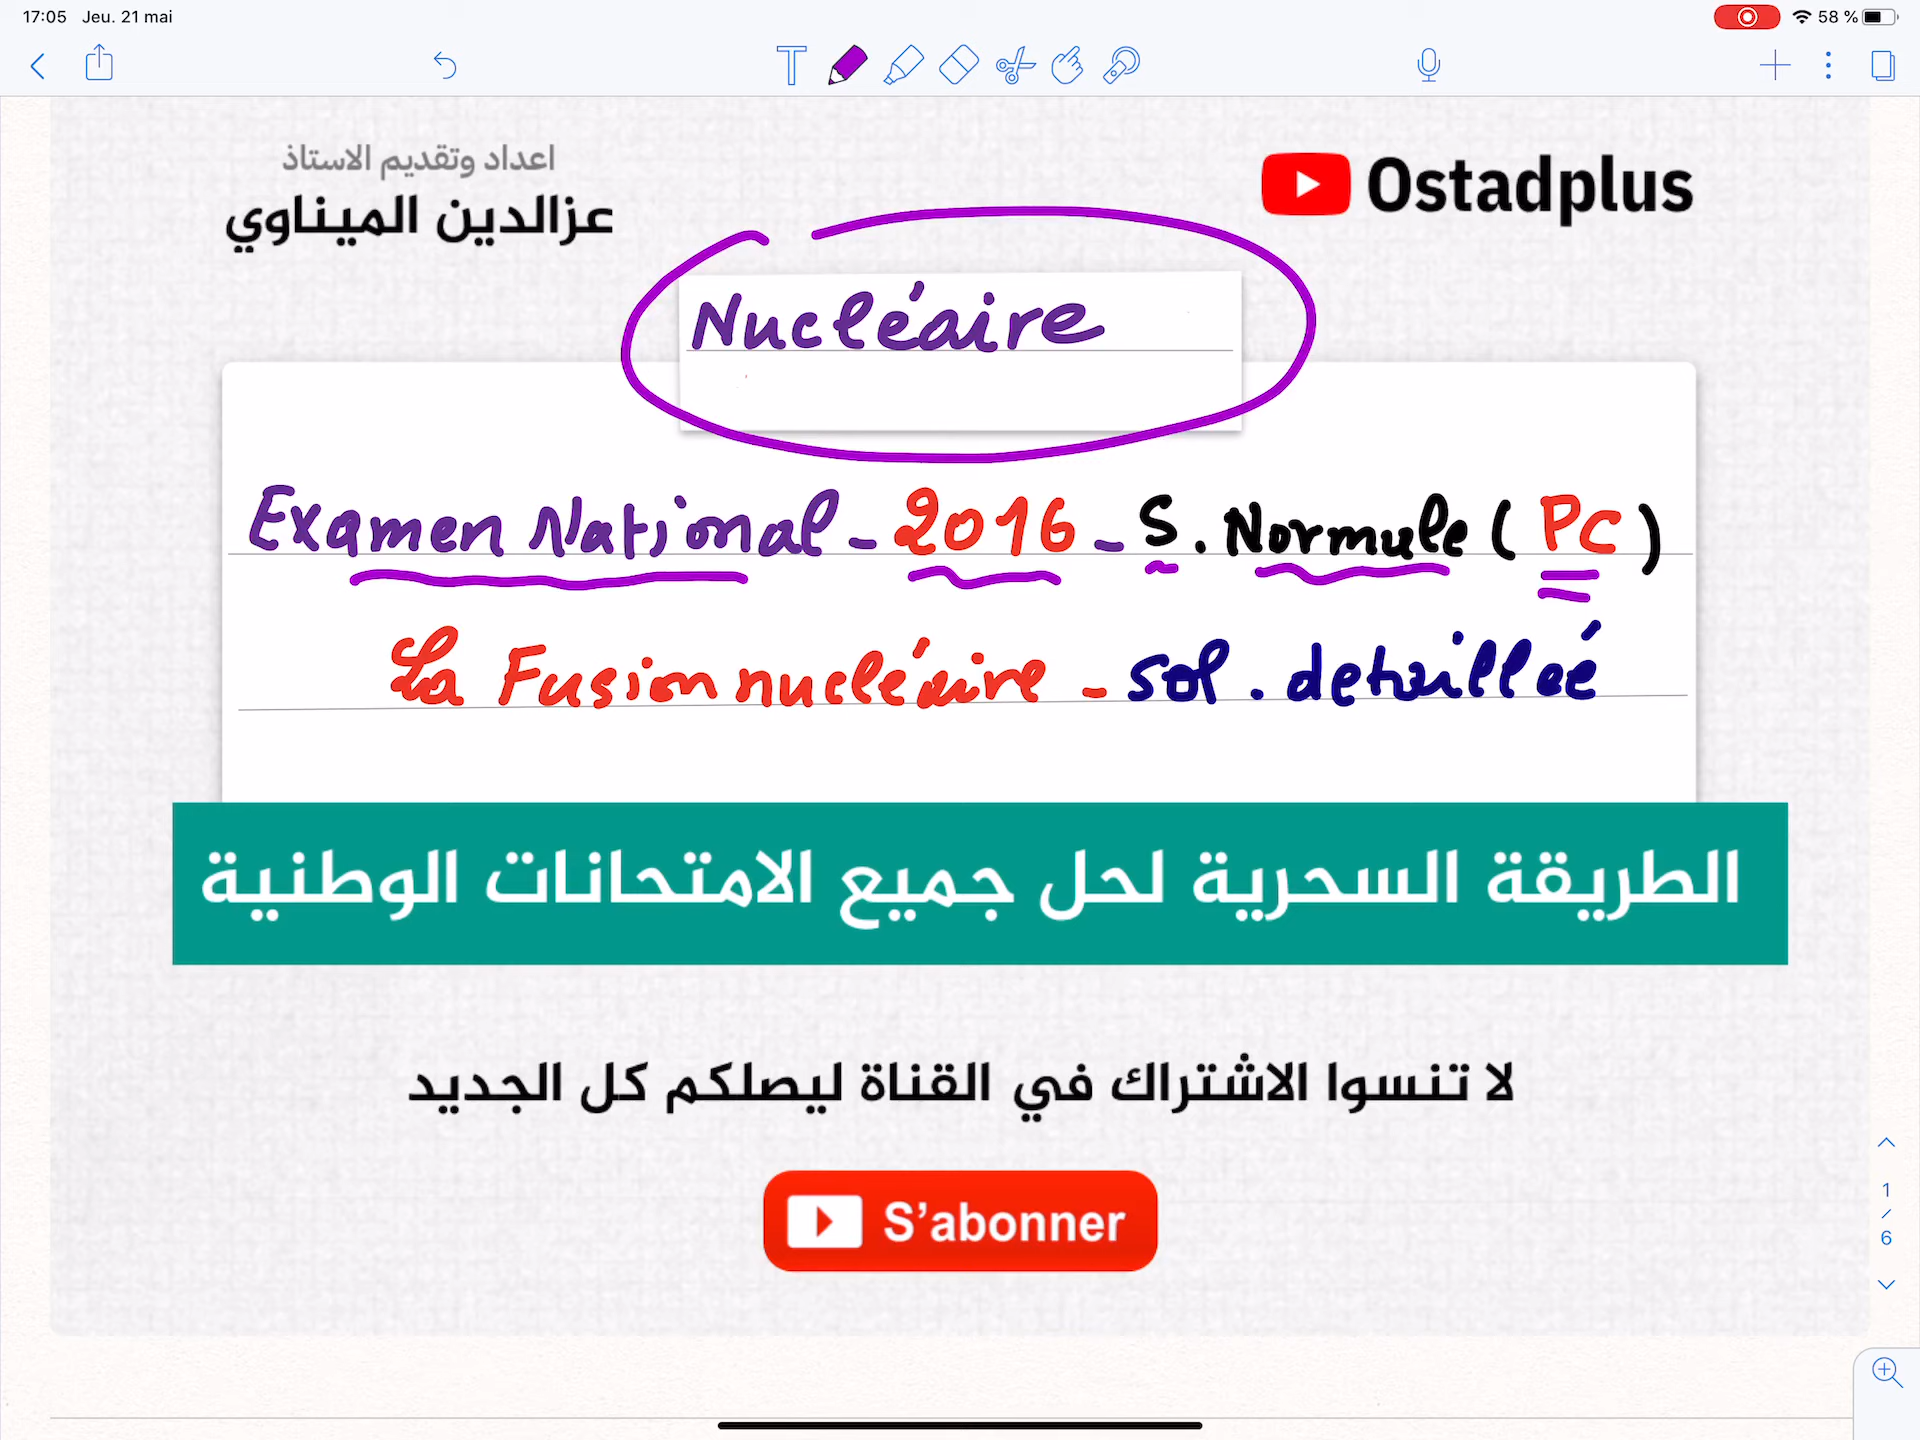 17:05 Jeu. 21 mai
58 %
اعداد وتقديم الاستاذ
عزالدين الميناوي
Ostadplus
Nucléaire
Examen National - 2016 - S. Normule (PC)
La Fusion nucléaire - sol. detailleé
الطريقة السحرية لحل جميع الامتحانات الوطنية
لا تنسوا الاشتراك في القناة ليصلكم كل الجديد
S'abonner
1
/
6